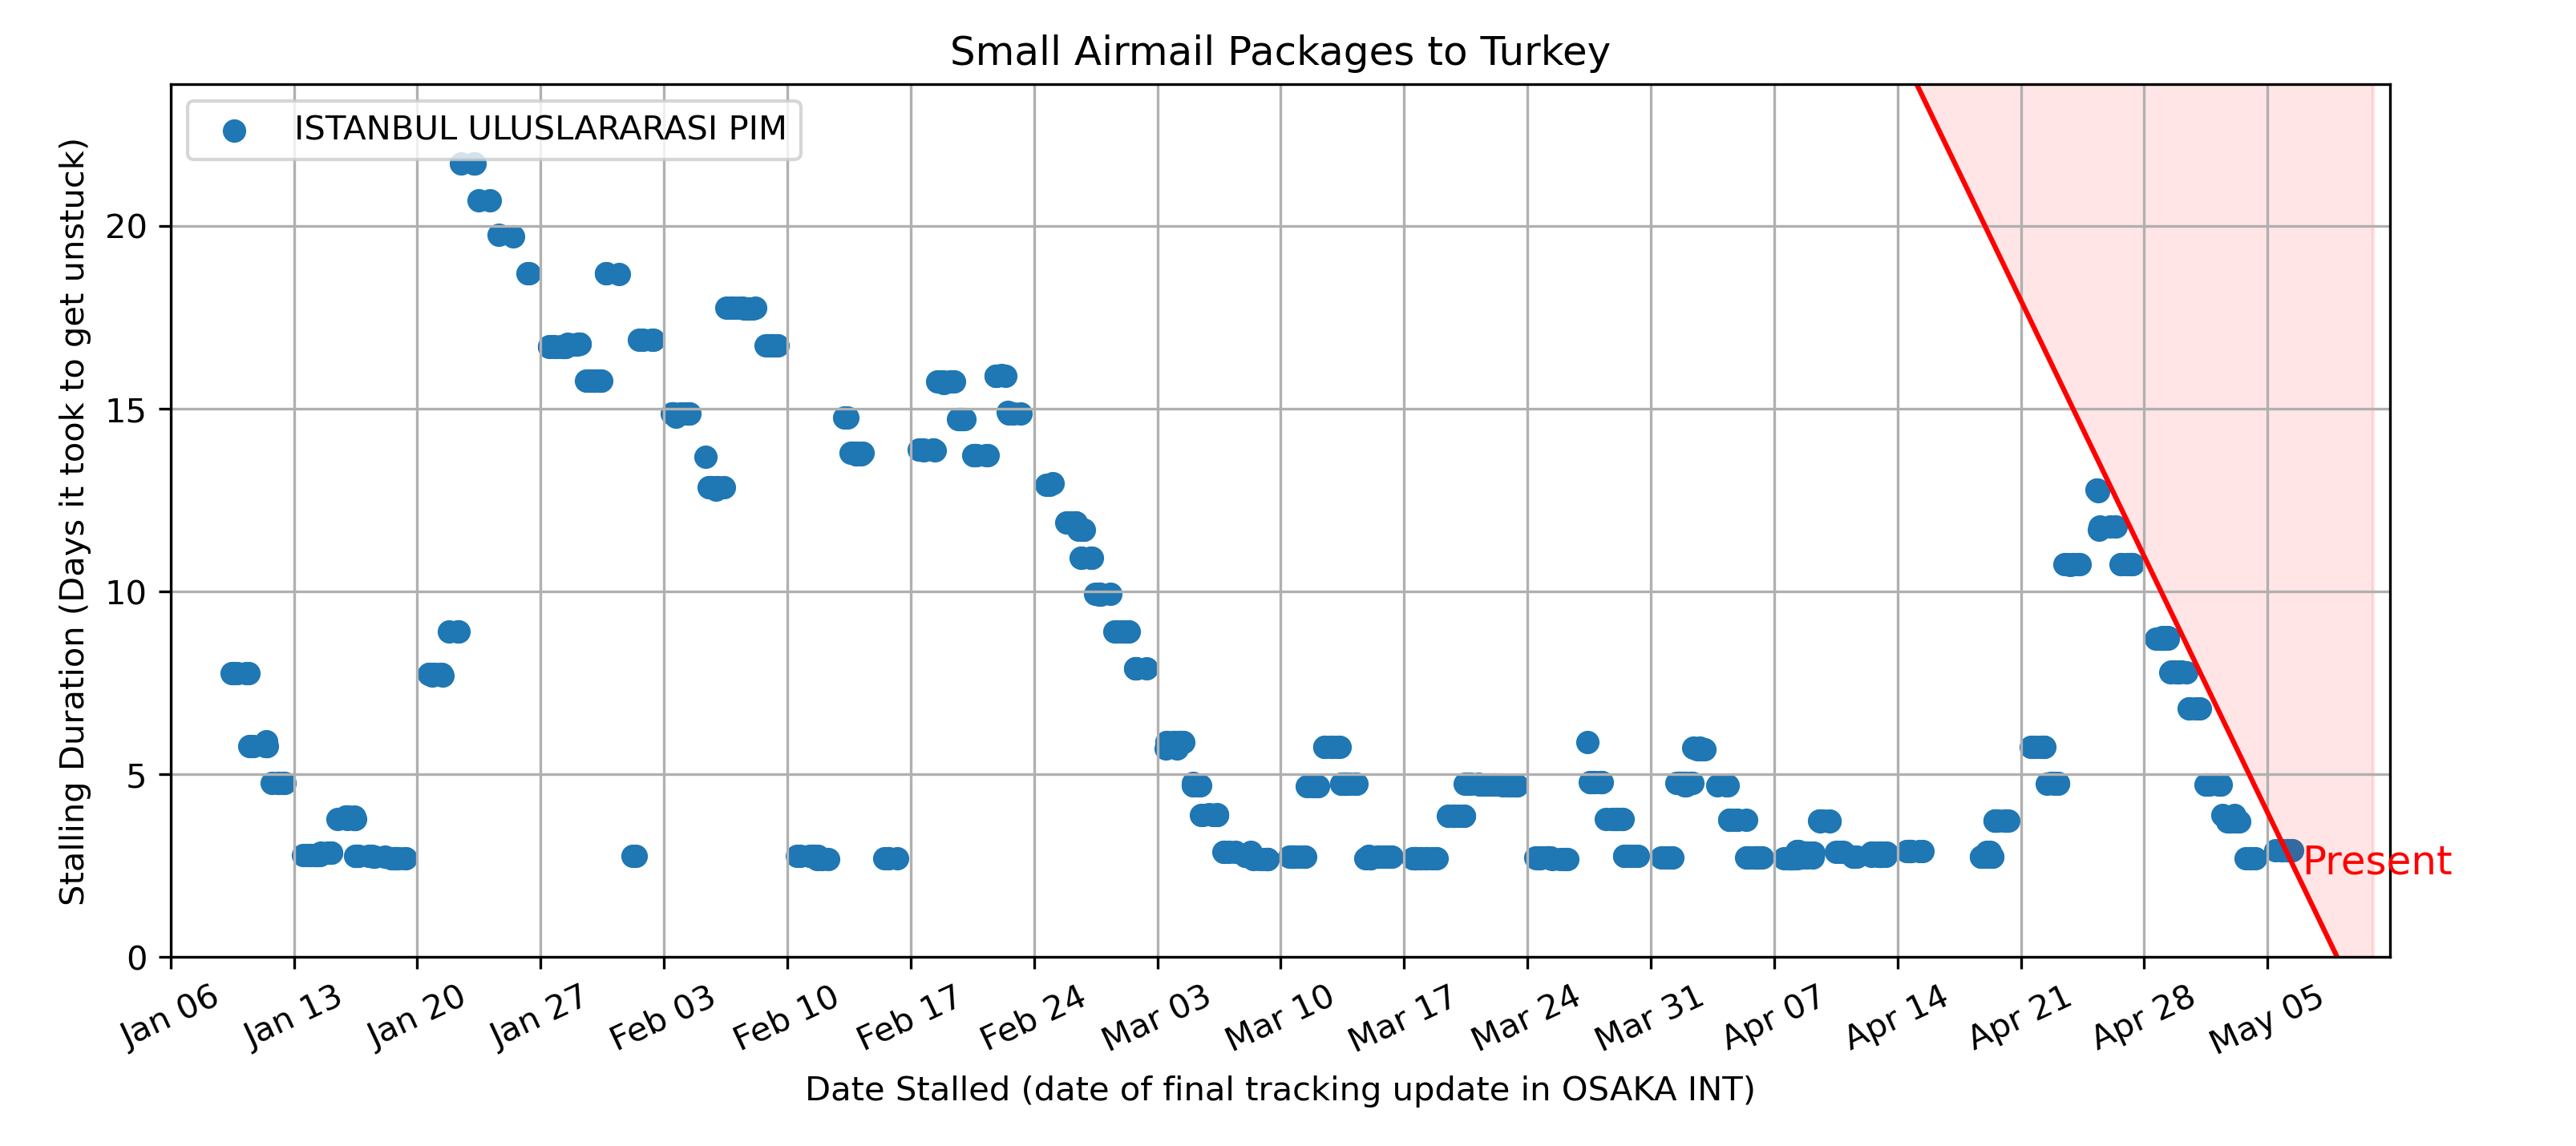 Small Airmail Packages to Turkey
ISTANBUL ULUSLARARASI PIM
Stalling Duration (Days it took to get unstuck)
20
15
10
5
0
Present
Jan 06
Jan 13
Jan 20
Jan 27
Feb 03
Feb 10
Feb 17
Feb 24
Mar 03
Mar 10
Mar 17
Mar 24
Mar 31
Apr 07
Apr 14
Apr 21
Apr 28
May 05
Date Stalled (date of final tracking update in OSAKA INT)